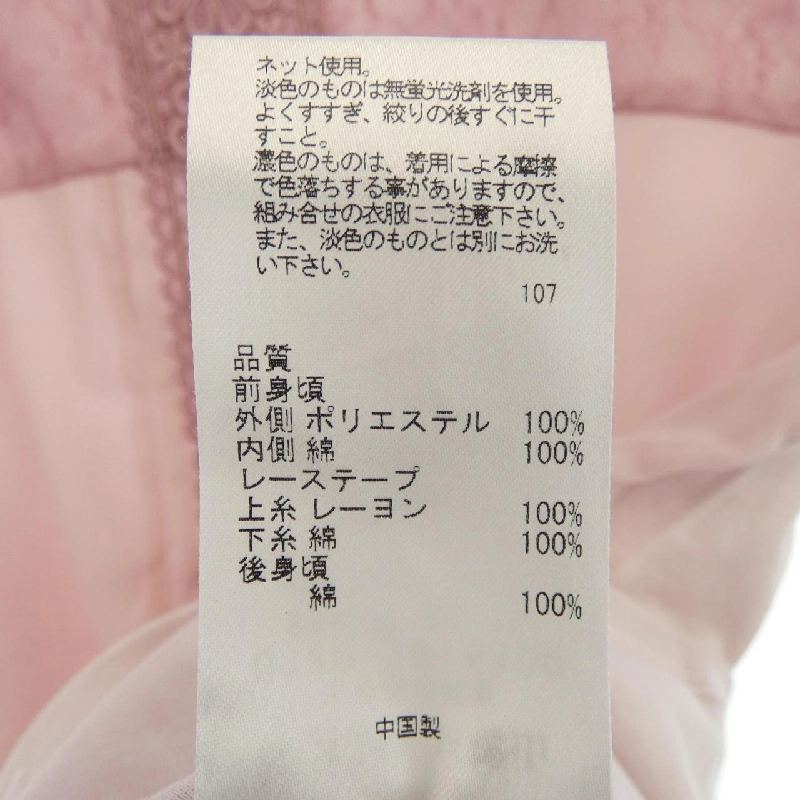 ネット使用。
淡色のものは無蛍光洗剤を使用。
よくすすぎ、絞りの後すぐに干
すこと。
濃色のものは、着用による摩擦
で色落ちする事がありますので、
組み合せの衣服にご注意下さい。
また、淡色のものとは別にお洗
い下さい。
107
品質
前身頃
外側 ポリエステル 100%
内側 綿 100%
レーステープ
上糸 レーヨン 100%
下糸 綿 100%
後身頃
綿 100%
中国製